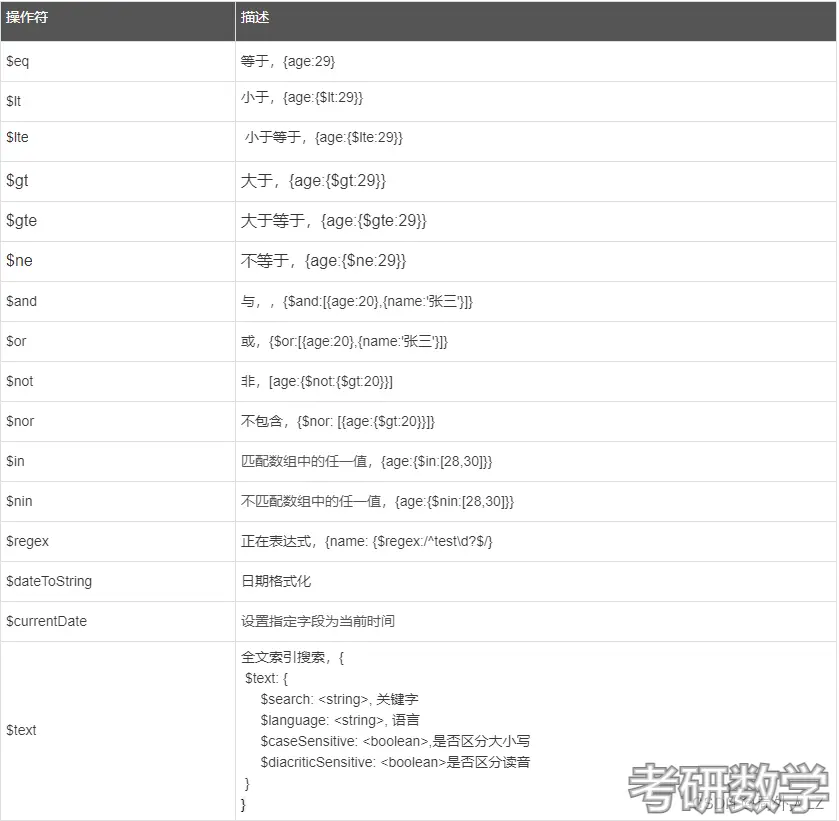 操作符 描述
$eq 等于，{age:29}
$lt 小于，{age:{$lt:29}}
$lte 小于等于，{age:{$lte:29}}
$gt 大于，{age:{$gt:29}}
$gte 大于等于，{age:{$gte:29}}
$ne 不等于，{age:{$ne:29}}
$and 与，，{$and:[{age:20},{name:'张三'}]}
$or 或，{$or:[{age:20},{name:'张三'}]}
$not 非，[age:{$not:{$gt:20}}]
$nor 不包含，{$nor: [{age:{$gt:20}}]}
$in 匹配数组中的任一值，{age:{$in:[28,30]}}
$nin 不匹配数组中的任一值，{age:{$nin:[28,30]}}
$regex 正在表达式，{name: {$regex:/^test\d?$/}
$dateToString 日期格式化
$currentDate 设置指定字段为当前时间
全文索引搜索，{
$text: {
$search: <string>, 关键字
$language: <string>, 语言
$text
$caseSensitive: <boolean>,是否区分大小写
$diacriticSensitive: <boolean>是否区分读音
}
}
考研数学